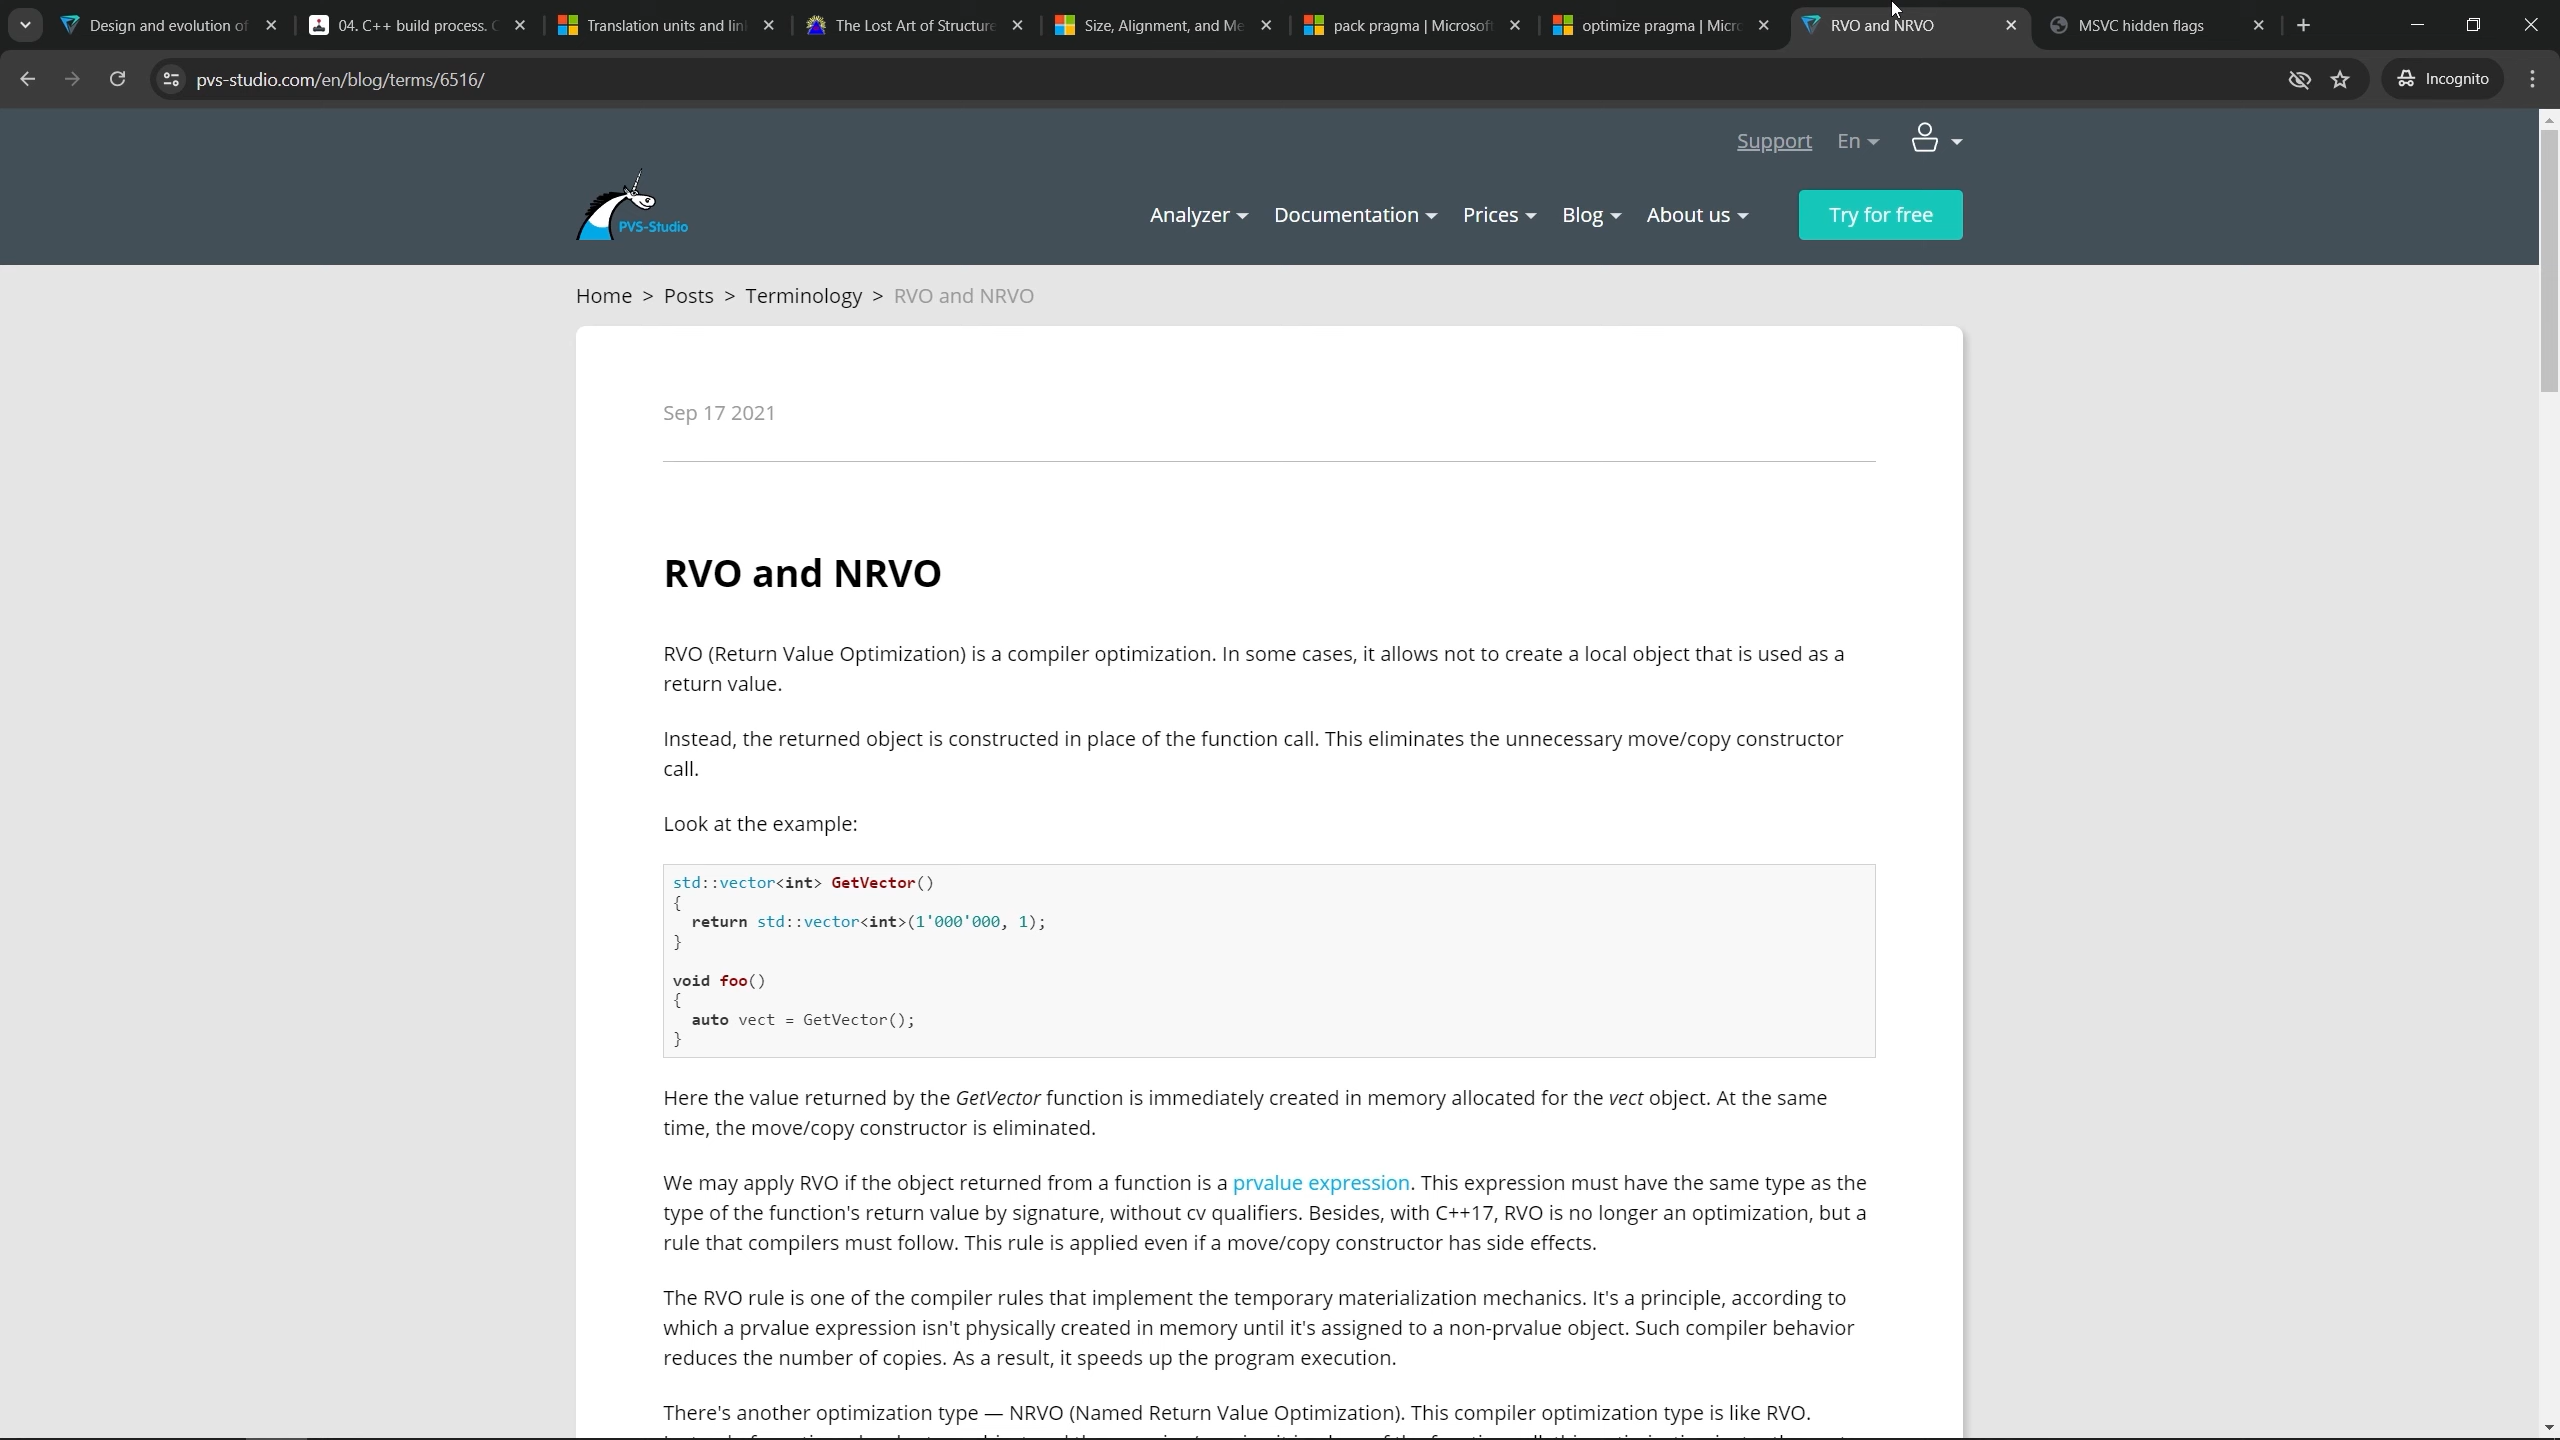 Design and evolution of
04. C++ build process. C
Translation units and lin
The Lost Art of Structure
Size, Alignment, and Me
pack pragma | Microsoft
optimize pragma | Micro
RVO and NRVO
MSVC hidden flags
pvs-studio.com/en/blog/terms/6516/
Incognito
Support
En
PVS-Studio
Analyzer
Documentation
Prices
Blog
About us
Try for free
Home > Posts > Terminology > RVO and NRVO
Sep 17 2021
RVO and NRVO
RVO (Return Value Optimization) is a compiler optimization. In some cases, it allows not to create a local object that is used as a
return value.
Instead, the returned object is constructed in place of the function call. This eliminates the unnecessary move/copy constructor
call.
Look at the example:
std::vector<int> GetVector()
{
return std::vector<int>(1'000'000, 1);
}
void foo()
{
auto vect = GetVector();
}
Here the value returned by the GetVector function is immediately created in memory allocated for the vect object. At the same
time, the move/copy constructor is eliminated.
We may apply RVO if the object returned from a function is a prvalue expression. This expression must have the same type as the
type of the function's return value by signature, without cv qualifiers. Besides, with C++17, RVO is no longer an optimization, but a
rule that compilers must follow. This rule is applied even if a move/copy constructor has side effects.
The RVO rule is one of the compiler rules that implement the temporary materialization mechanics. It's a principle, according to
which a prvalue expression isn't physically created in memory until it's assigned to a non-prvalue object. Such compiler behavior
reduces the number of copies. As a result, it speeds up the program execution.
There's another optimization type — NRVO (Named Return Value Optimization). This compiler optimization type is like RVO.